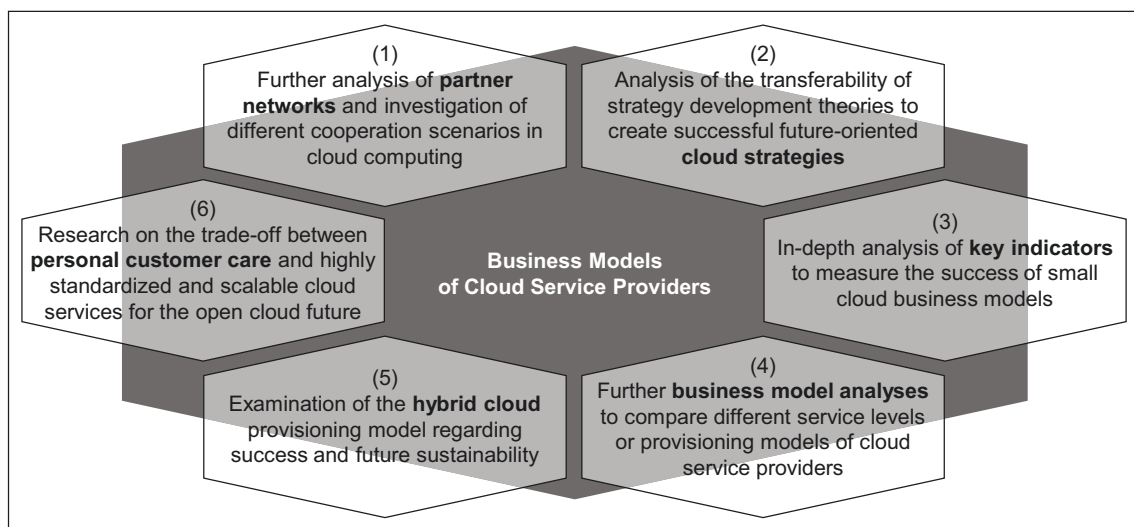 (1)
Further analysis of partner
networks and investigation of
different cooperation scenarios in
cloud computing
(2)
Analysis of the transferability of
strategy development theories to
create successful future-oriented
cloud strategies
(3)
In-depth analysis of key indicators
to measure the success of small
cloud business models
(4)
Further business model analyses
to compare different service levels
or provisioning models of cloud
service providers
(5)
Examination of the hybrid cloud
provisioning model regarding
success and future sustainability
(6)
Research on the trade-off between
personal customer care and highly
standardized and scalable cloud
services for the open cloud future
Business Models
of Cloud Service Providers